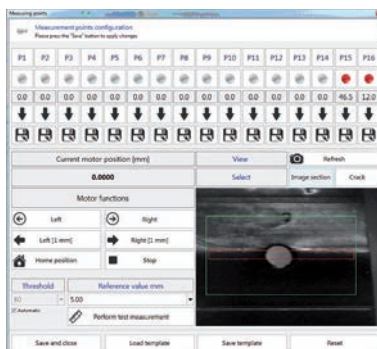 Measuring points
Measurement points configuration
Please press the "Save" button to apply changes
P1 P2 P3 P4 P5 P6 P7 P8 P9 P10 P11 P12 P13 P14 P15 P16
0.0 0.0 0.0 0.0 0.0 0.0 0.0 0.0 0.0 0.0 0.0 0.0 0.0 0.0 46.5 12.0
Current motor position [mm] View Refresh
0.0000 Select Image section Crack
Motor functions
Left Right
Left [1 mm] Right [1 mm]
Home position Stop
Threshold Reference value mm
60 5.00
Automatic
Perform test measurement
Save and close Load template Save template Reset